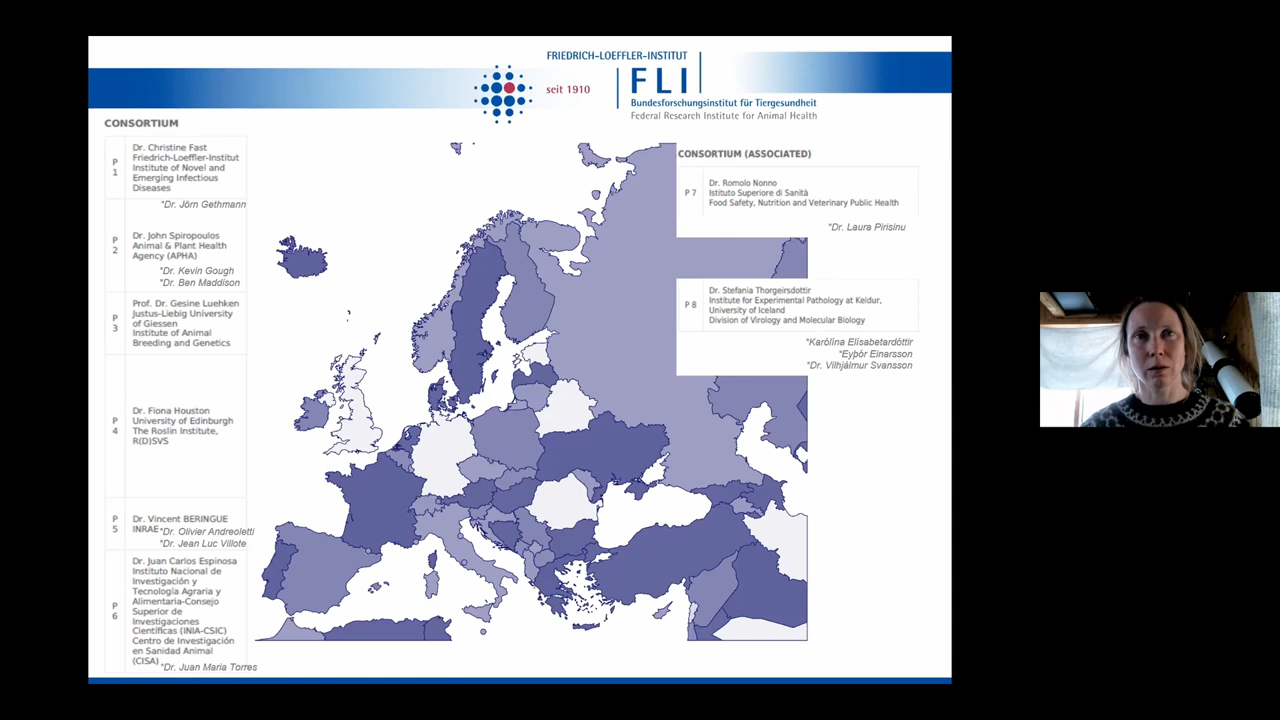 FRIEDRICH-LOEFFLER-INSTITUT
seit 1910
FLI
Bundesforschungsinstitut für Tiergesundheit
Federal Research Institute for Animal Health
CONSORTIUM
P 1
Dr. Christine Fast
Friedrich-Loeffler-Institut
Institute of Novel and
Emerging Infectious
Diseases
*Dr. Jörn Gethmann
P 2
Dr. John Spiropoulos
Animal & Plant Health
Agency (APHA)
*Dr. Kevin Gough
*Dr. Ben Maddison
P 3
Prof. Dr. Gesine Luehken
Justus-Liebig University
of Giessen
Institute of Animal
Breeding and Genetics
P 4
Dr. Fiona Houston
University of Edinburgh
The Roslin Institute,
R(D)SVS
P 5
Dr. Vincent BERINGUE
INRAE
*Dr. Olivier Andreoletti
*Dr. Jean Luc Villote
P 6
Dr. Juan Carlos Espinosa
Instituto Nacional de
Investigación y
Tecnología Agraria y
Alimentaria-Consejo
Superior de
Investigaciones
Científicas (INIA-CSIC)
Centro de Investigación
en Sanidad Animal
(CISA)
*Dr. Juan Maria Torres
CONSORTIUM (ASSOCIATED)
P 7
Dr. Romolo Nonno
Istituto Superiore di Sanità
Food Safety, Nutrition and Veterinary Public Health
*Dr. Laura Pirisinu
P 8
Dr. Stefania Thorgeirsdottir
Institute for Experimental Pathology at Keldur,
University of Iceland
Division of Virology and Molecular Biology
*Karólína Elísabetardóttir
*Eyþór Einarsson
*Dr. Vilhjálmur Svansson